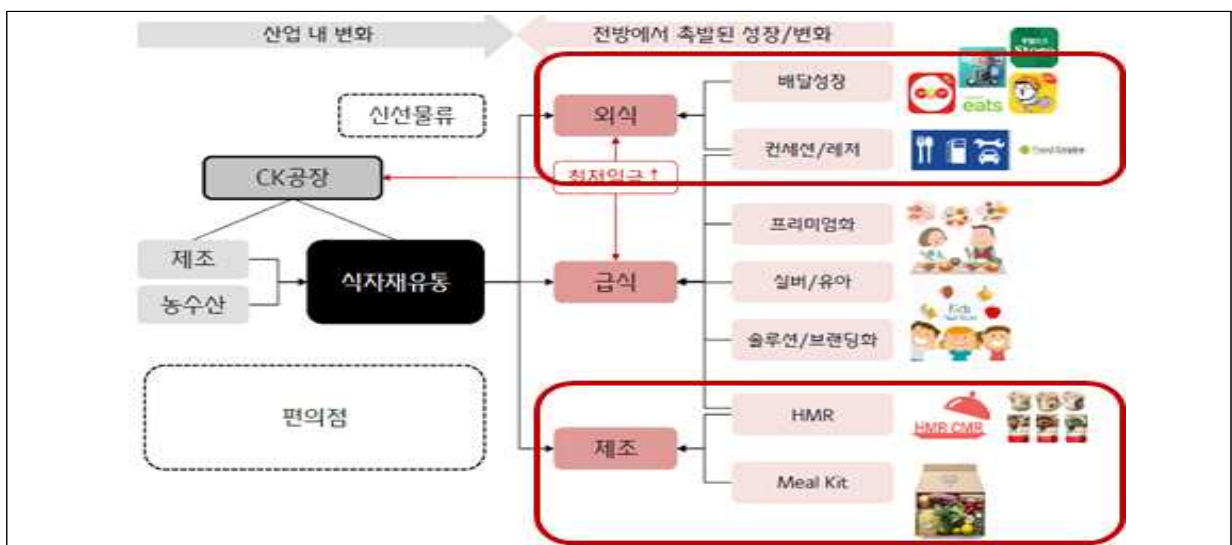 산업 내 변화
전방에서 촉발된 성장/변화
신선물류
외식
배달성장
eats
컨세션/레저
CK공장
최저임금↑
제조
농수산
식자재유통
급식
프리미엄화
실버/유아
Kids
솔루션/브랜딩화
편의점
제조
HMR
HMR CMR
Meal Kit